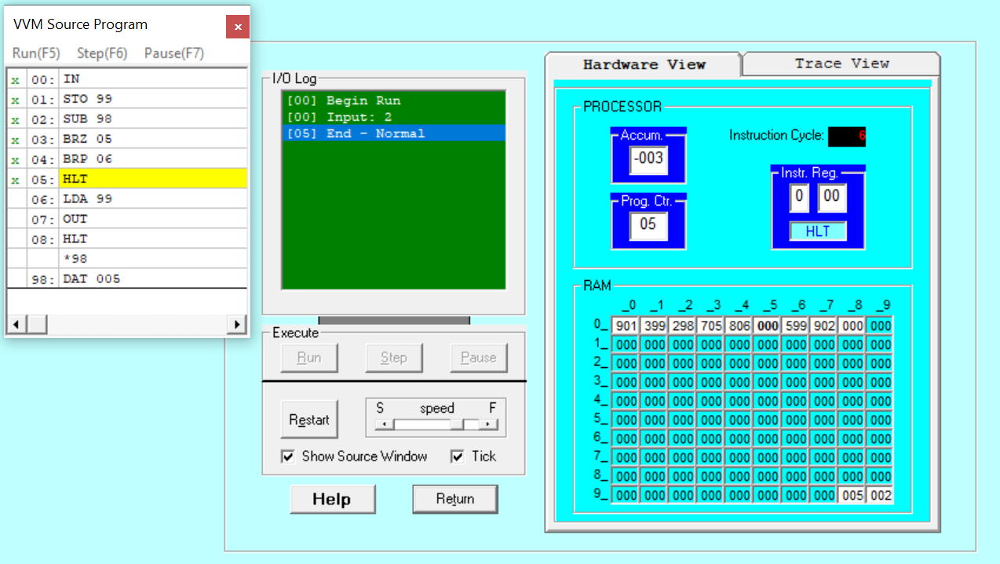 VVM Source Program
x
Run(F5) Step(F6) Pause(F7)
x 00: IN
x 01: STO 99
x 02: SUB 98
x 03: BRZ 05
x 04: BRP 06
x 05: HLT
06: LDA 99
07: OUT
08: HLT
*98
98: DAT 005
I/O Log
[00] Begin Run
[00] Input: 2
[05] End - Normal
Execute
Run Step Pause
Restart
S speed F
Show Source Window Tick
Help Return
Hardware View Trace View
PROCESSOR
Accum.
-003
Instruction Cycle: 6
Prog. Ctr.
05
Instr. Reg.
0 00
HLT
RAM
_0 _1 _2 _3 _4 _5 _6 _7 _8 _9
0_ 901 399 298 705 806 000 599 902 000 000
1_ 000 000 000 000 000 000 000 000 000 000
2_ 000 000 000 000 000 000 000 000 000 000
3_ 000 000 000 000 000 000 000 000 000 000
4_ 000 000 000 000 000 000 000 000 000 000
5_ 000 000 000 000 000 000 000 000 000 000
6_ 000 000 000 000 000 000 000 000 000 000
7_ 000 000 000 000 000 000 000 000 000 000
8_ 000 000 000 000 000 000 000 000 000 000
9_ 000 000 000 000 000 000 000 000 005 002